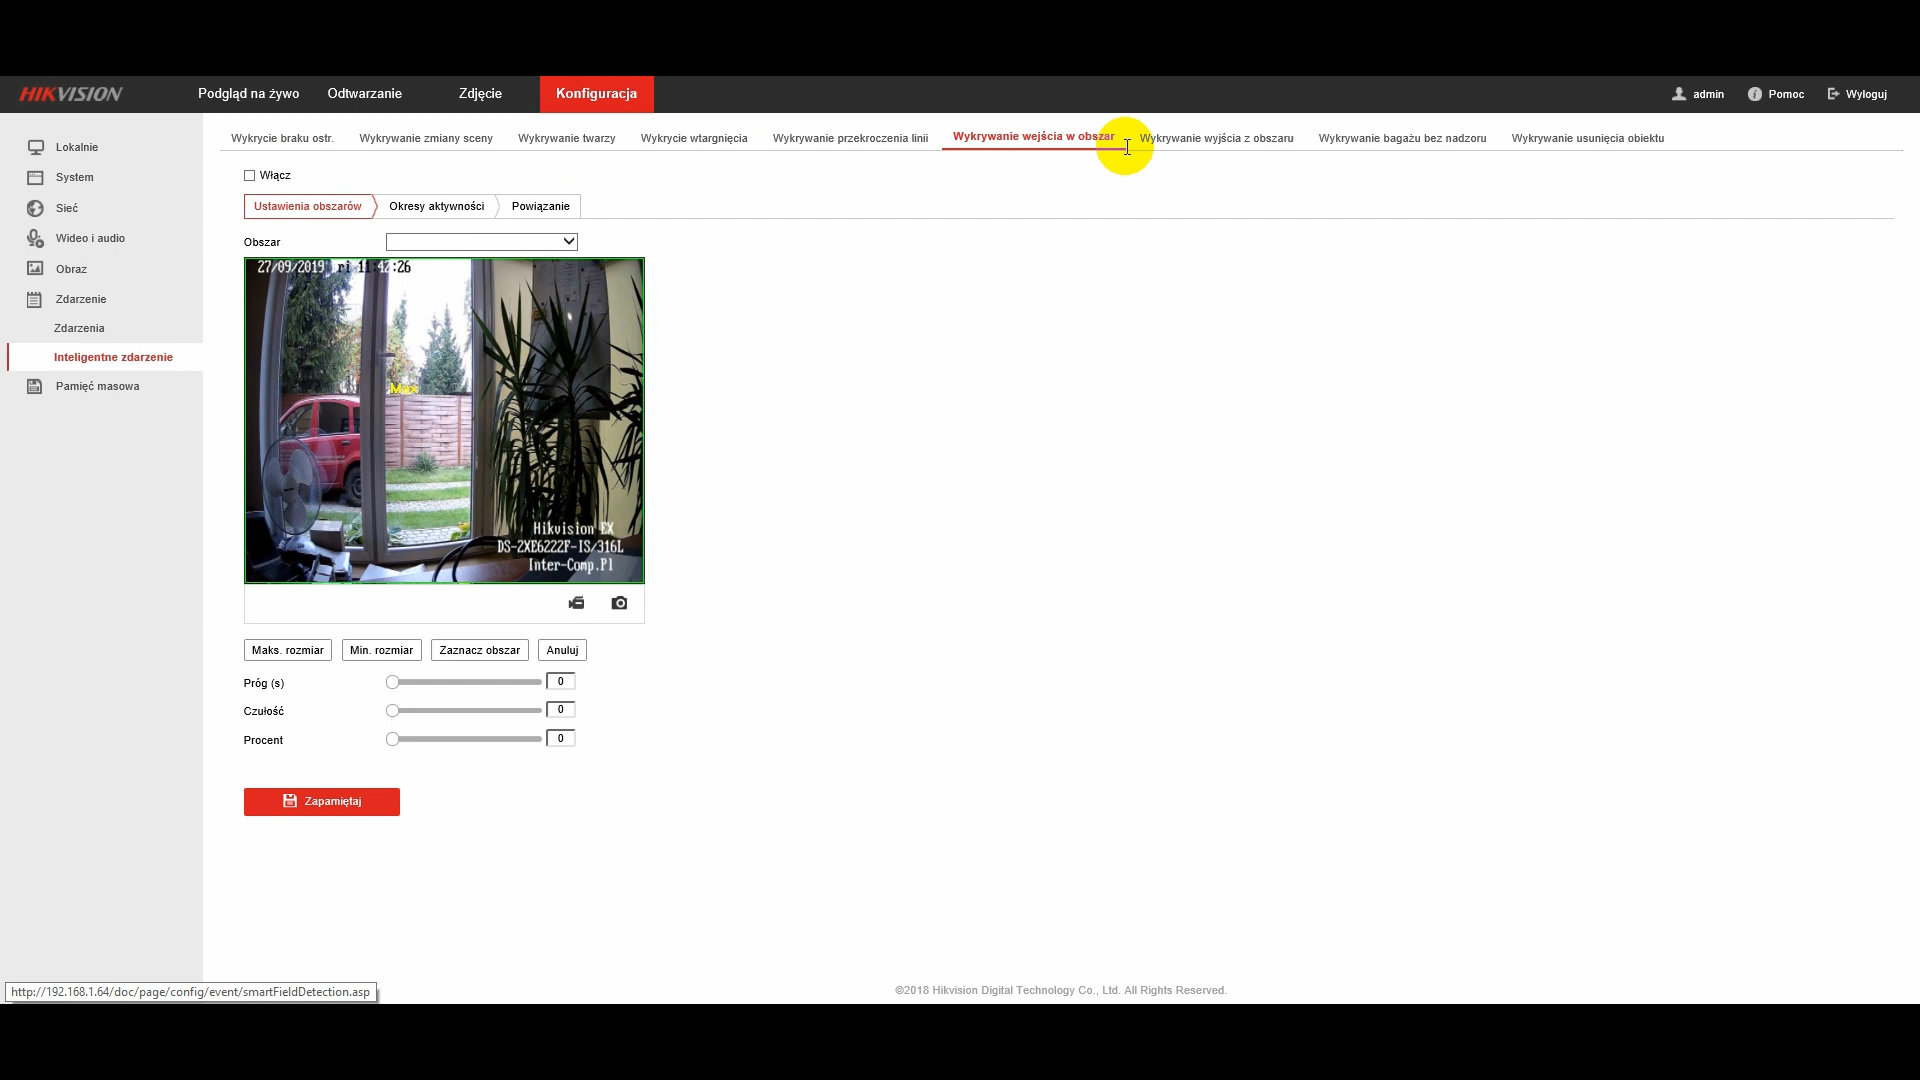 HIKVISION
Podgląd na żywo
Odtwarzanie
Zdjęcie
Konfiguracja
admin
Pomoc
Wyloguj
Lokalnie
System
Sieć
Wideo i audio
Obraz
Zdarzenie
Zdarzenia
Inteligentne zdarzenie
Pamięć masowa
Wykrycie braku ostr.
Wykrywanie zmiany sceny
Wykrywanie twarzy
Wykrycie wtargnięcia
Wykrywanie przekroczenia linii
Wykrywanie wejścia w obszar
Wykrywanie wyjścia z obszaru
Wykrywanie bagażu bez nadzoru
Wykrywanie usunięcia obiektu
Włącz
Ustawienia obszarów
Okresy aktywności
Powiązanie
Obszar
27/09/2019 ri 11:42:26
Max
Hikvision EX
DS-2XE6222F-IS/316L
Inter-Comp.Pl
Maks. rozmiar
Min. rozmiar
Zaznacz obszar
Anuluj
Próg (s)
0
Czułość
0
Procent
0
Zapamiętaj
©2018 Hikvision Digital Technology Co., Ltd. All Rights Reserved.
http://192.168.1.64/doc/page/config/event/smartFieldDetection.asp